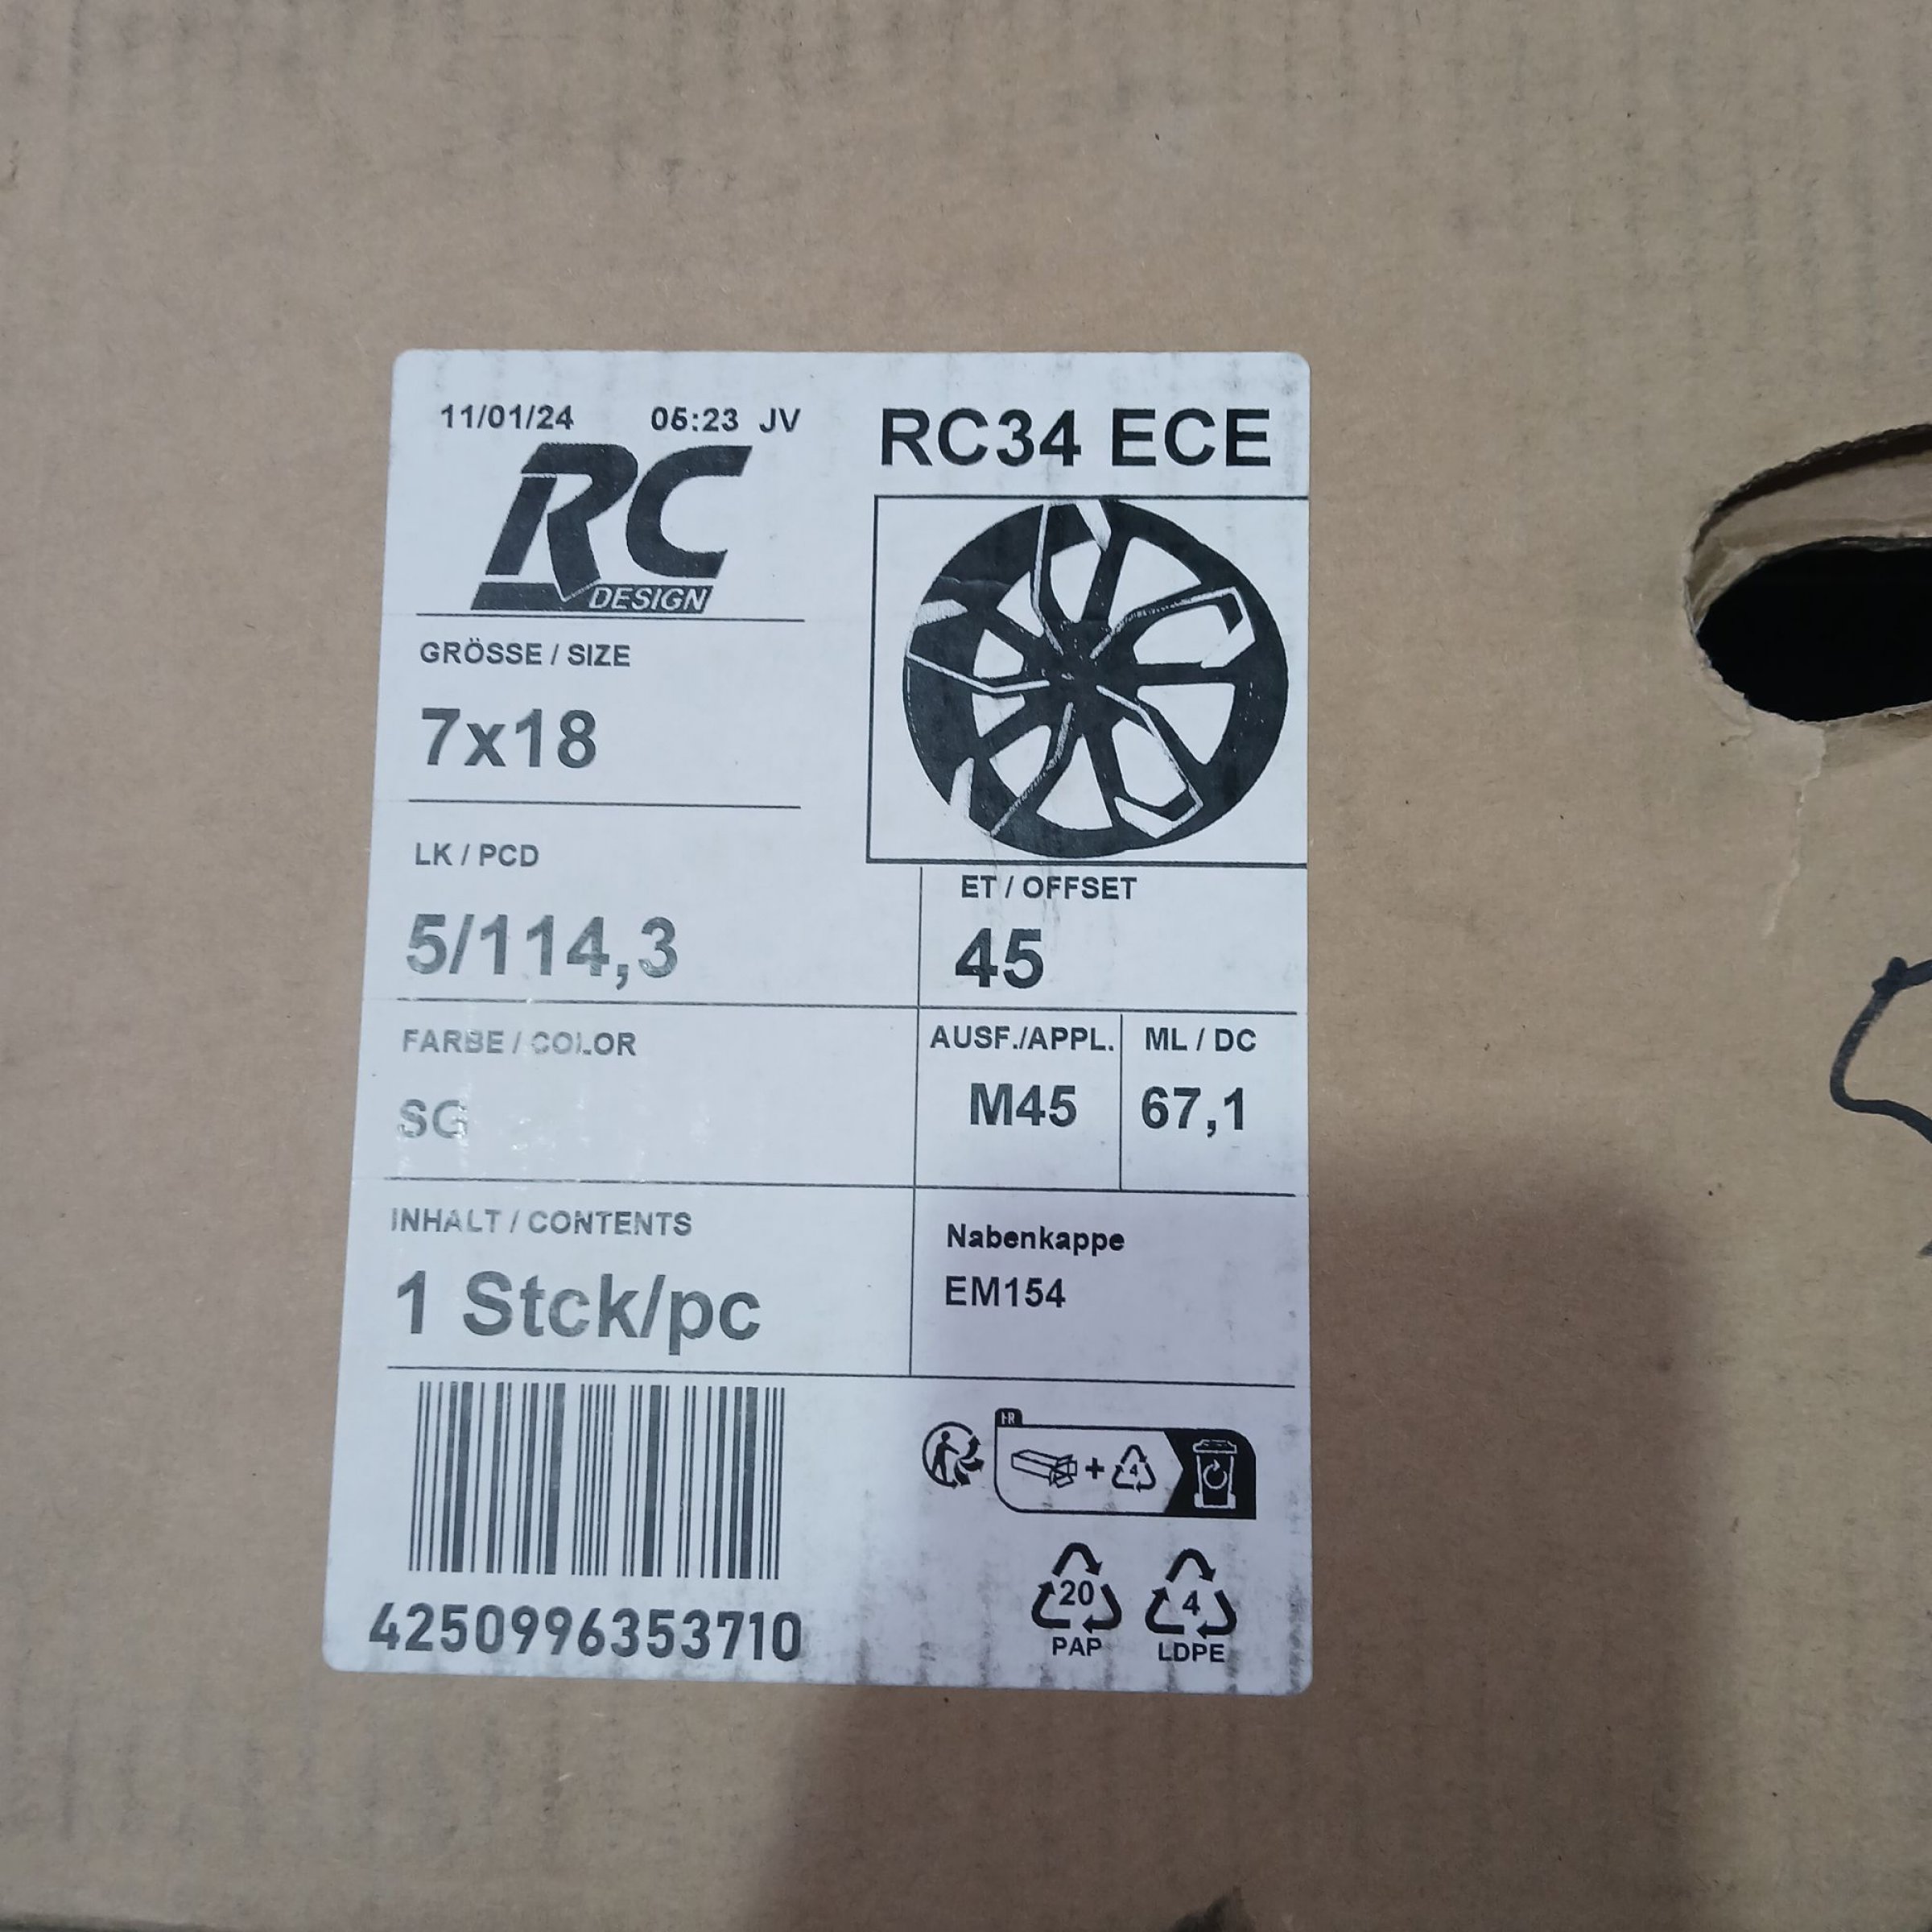 11/01/24 05:23 JV
RC34 ECE
RC
DESIGN
GRÖSSE / SIZE
7x18
LK / PCD
5/114,3
ET / OFFSET
45
FARBE / COLOR
SG
AUSF./APPL.
M45
ML / DC
67,1
INHALT / CONTENTS
1 Stck/pc
Nabenkappe
EM154
FR
+ 4
20
PAP
4
LDPE
4250996353710